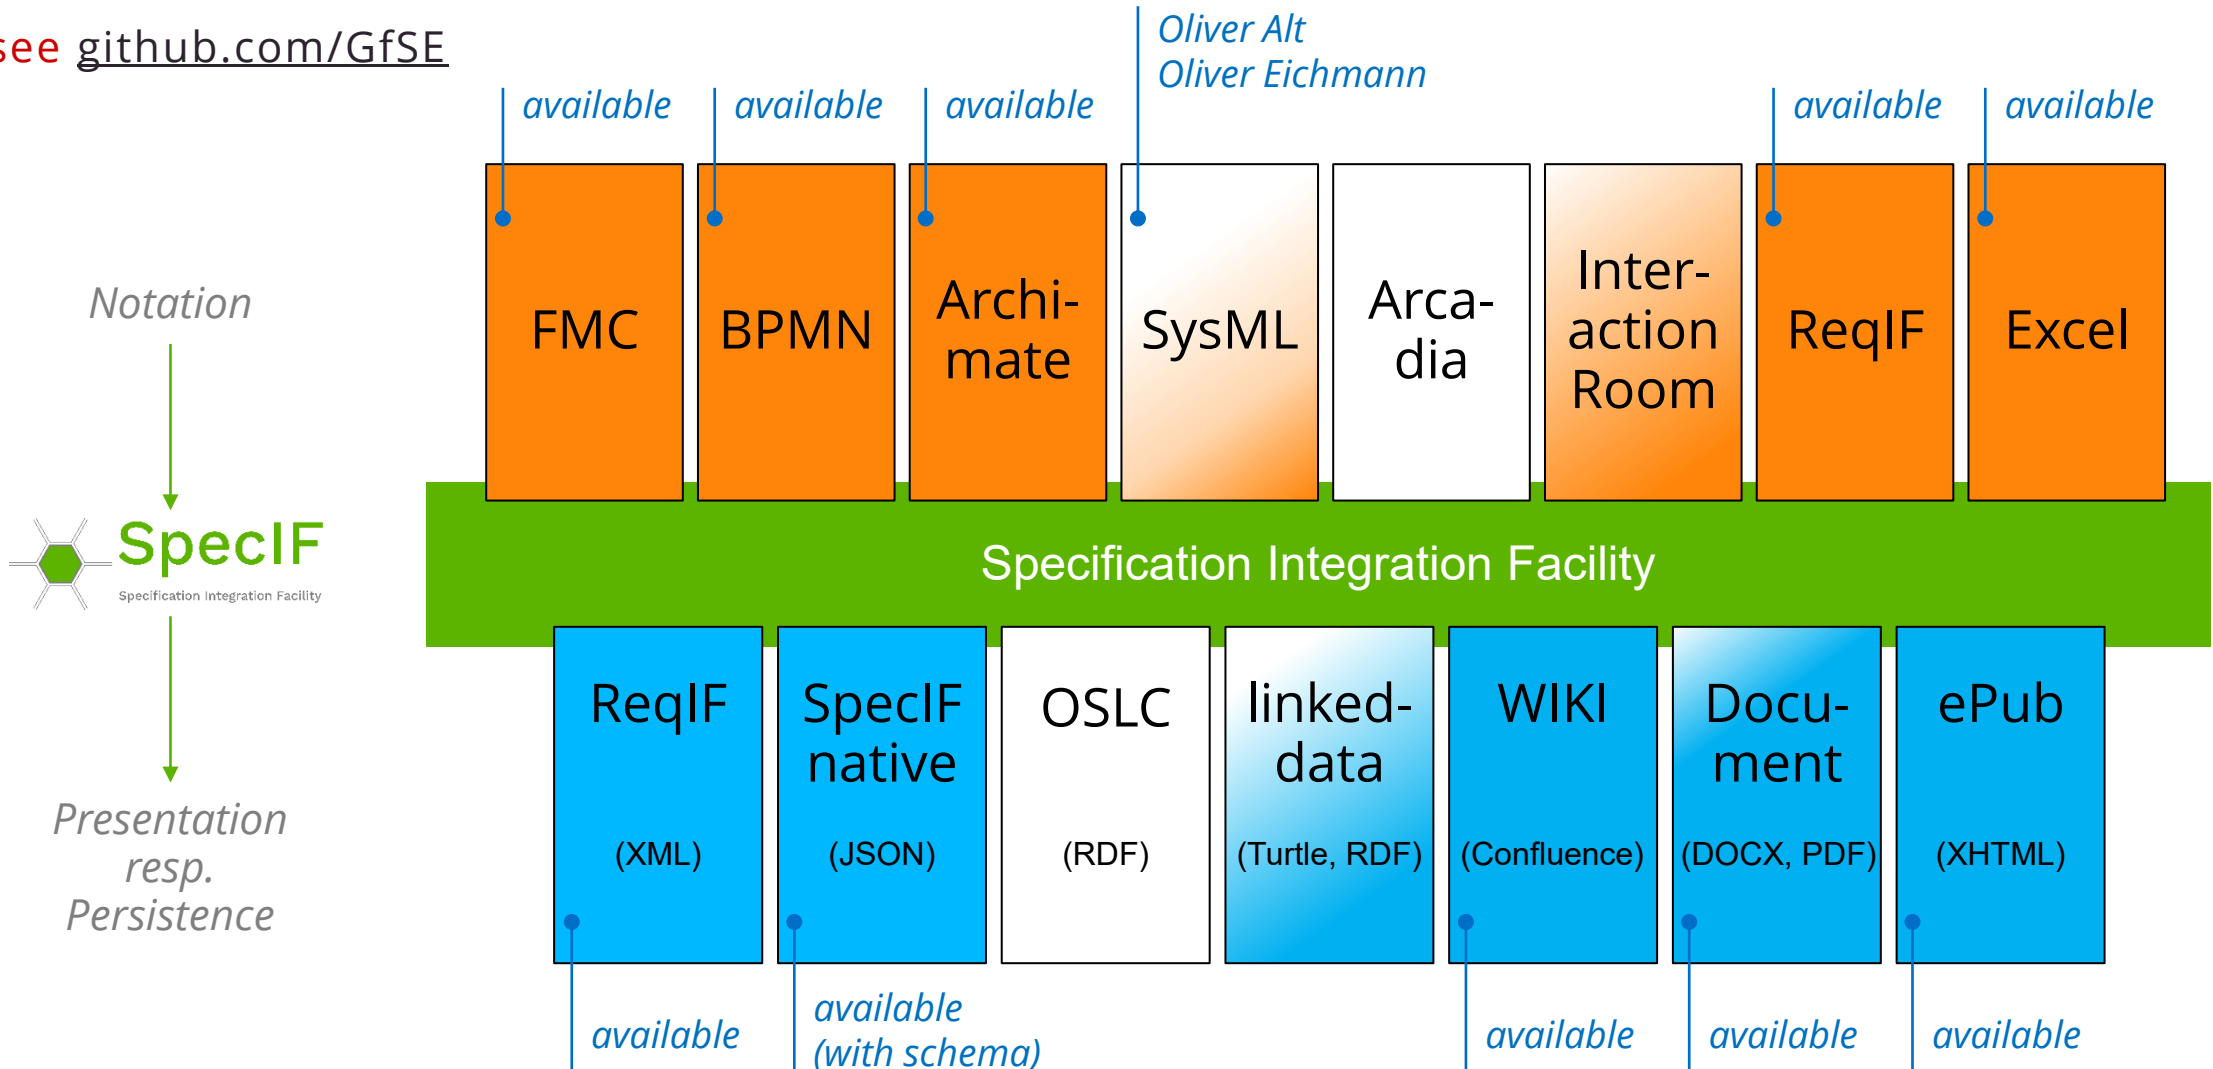 see github.com/GfSE
Oliver Alt
Oliver Eichmann
available
available
available
available
available
Notation
FMC
BPMN
Archi-
mate
SysML
Arca-
dia
Inter-
action
Room
ReqIF
Excel
SpecIF
Specification Integration Facility
Specification Integration Facility
Presentation
resp.
Persistence
ReqIF
(XML)
SpecIF
native
(JSON)
OSLC
(RDF)
linked-
data
(Turtle, RDF)
WIKI
(Confluence)
Docu-
ment
(DOCX, PDF)
ePub
(XHTML)
available
available
(with schema)
available
available
available